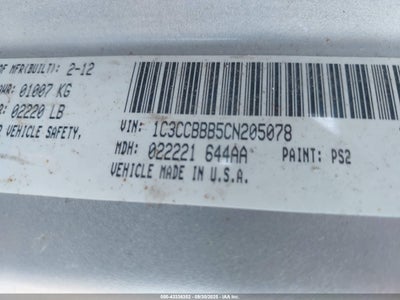 OF MFR(BUILT): 2-12
01007 KG
02220 LB
VEHICLE SAFETY,
VIN: 1C3CCBBB5CN205078
MDH: 022221 644AA PAINT: PS2
VEHICLE MADE IN U.S.A.